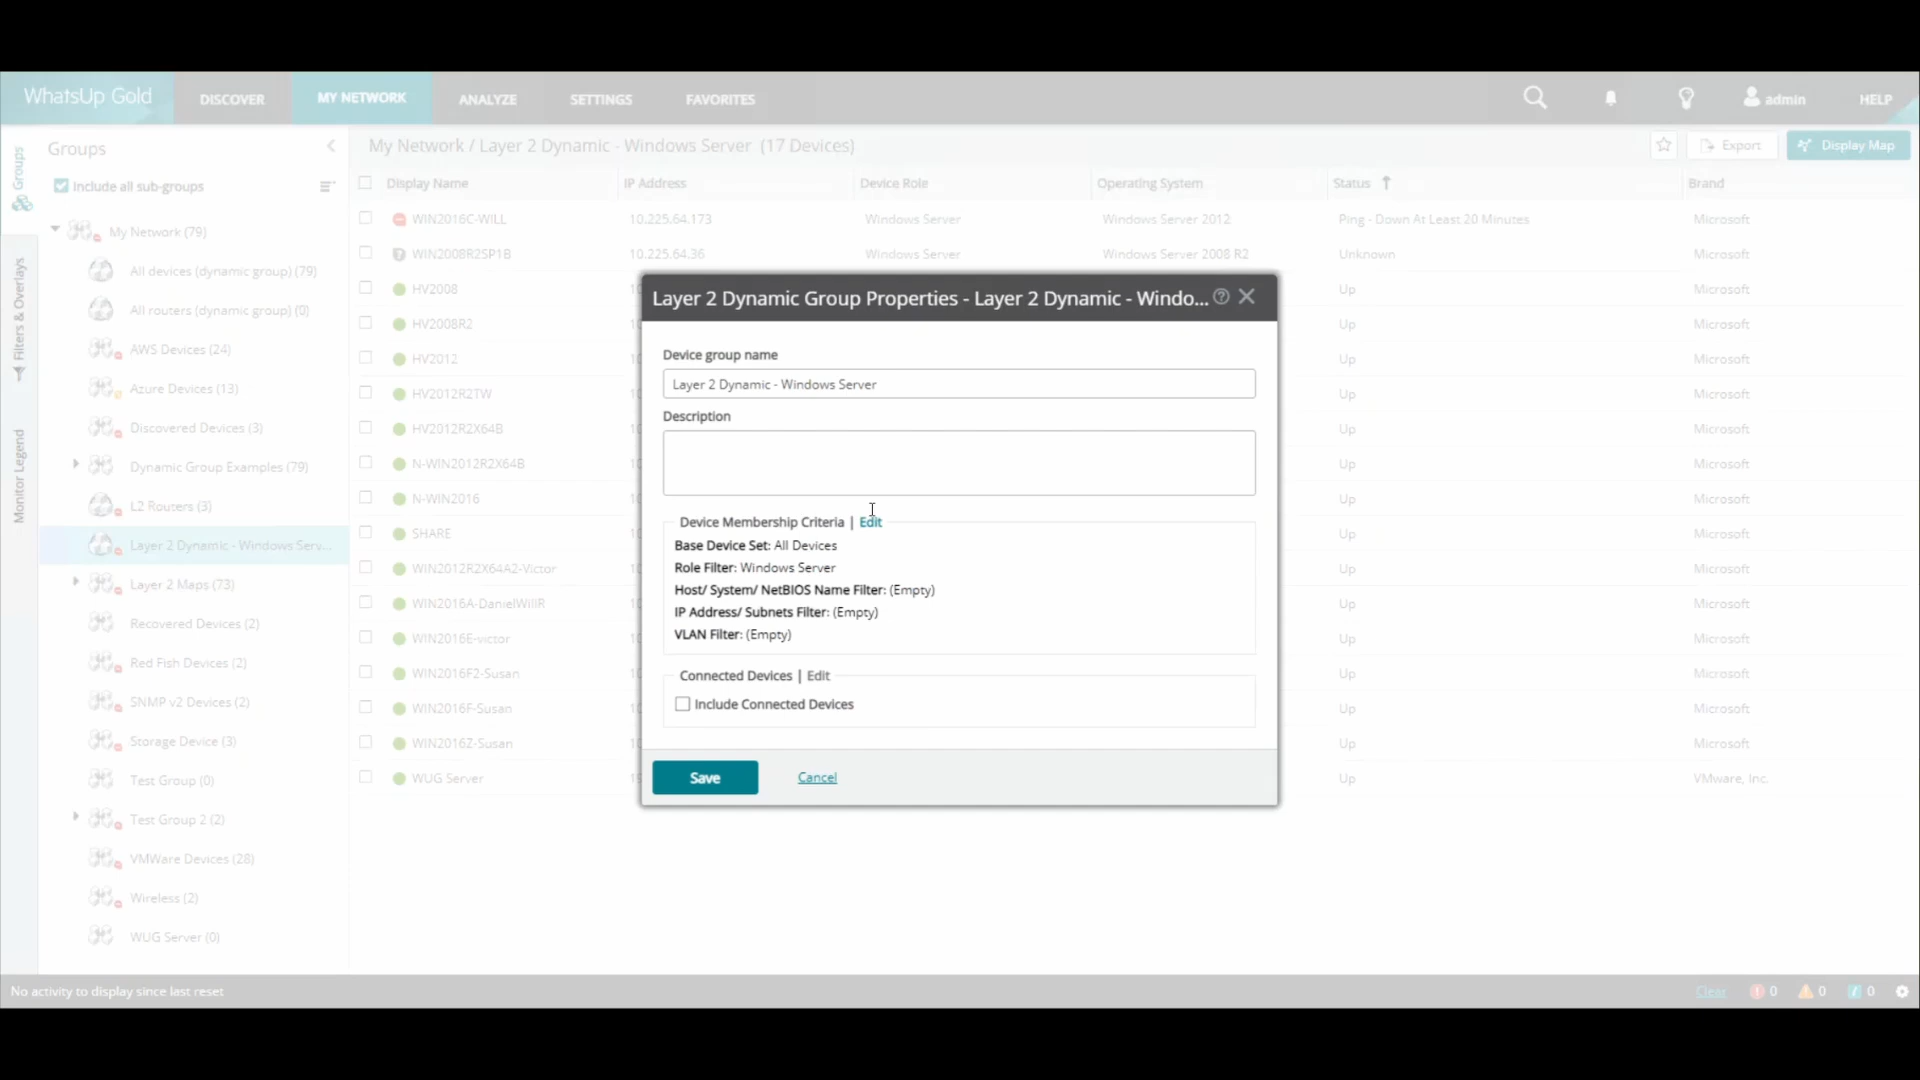 WhatsUp Gold
DISCOVER
MY NETWORK
ANALYZE
SETTINGS
FAVORITES
admin
HELP
Groups
Filters & Overlays
Monitor Legend
Groups
Include all sub-groups
My Network (79)
All devices (dynamic group) (79)
All routers (dynamic group) (0)
AWS Devices (24)
Azure Devices (13)
Discovered Devices (3)
Dynamic Group Examples (79)
L2 Routers (3)
Layer 2 Dynamic - Windows Serv...
Layer 2 Maps (73)
Recovered Devices (2)
Red Fish Devices (2)
SNMP v2 Devices (2)
Storage Device (3)
Test Group (0)
Test Group 2 (2)
VMWare Devices (28)
Wireless (2)
WUG Server (0)
My Network / Layer 2 Dynamic - Windows Server (17 Devices)
Export
Display Map
Display Name IP Address Device Role Operating System Status Brand
WIN2016C-WILL 10.225.64.173 Windows Server Windows Server 2012 Ping - Down At Least 20 Minutes Microsoft
WIN2008R2SP1B 10.225.64.36 Windows Server Windows Server 2008 R2 Unknown Microsoft
HV2008 Up Microsoft
HV2008R2 Up Microsoft
HV2012 Up Microsoft
HV2012R2TW Up Microsoft
HV2012R2X64B Up Microsoft
N-WIN2012R2X64B Up Microsoft
N-WIN2016 Up Microsoft
SHARE Up Microsoft
WIN2012R2X64A2-Victor Up Microsoft
WIN2016A-DanielWillR Up Microsoft
WIN2016E-victor Up Microsoft
WIN2016F2-Susan Up Microsoft
WIN2016F-Susan Up Microsoft
WIN2016Z-Susan Up Microsoft
WUG Server Up VMware, Inc.
Layer 2 Dynamic Group Properties - Layer 2 Dynamic - Windo...
Device group name
Layer 2 Dynamic - Windows Server
Description
Device Membership Criteria | Edit
Base Device Set: All Devices
Role Filter: Windows Server
Host/ System/ NetBIOS Name Filter: (Empty)
IP Address/ Subnets Filter: (Empty)
VLAN Filter: (Empty)
Connected Devices | Edit
Include Connected Devices
Save
Cancel
No activity to display since last reset
Clear
0
0
0